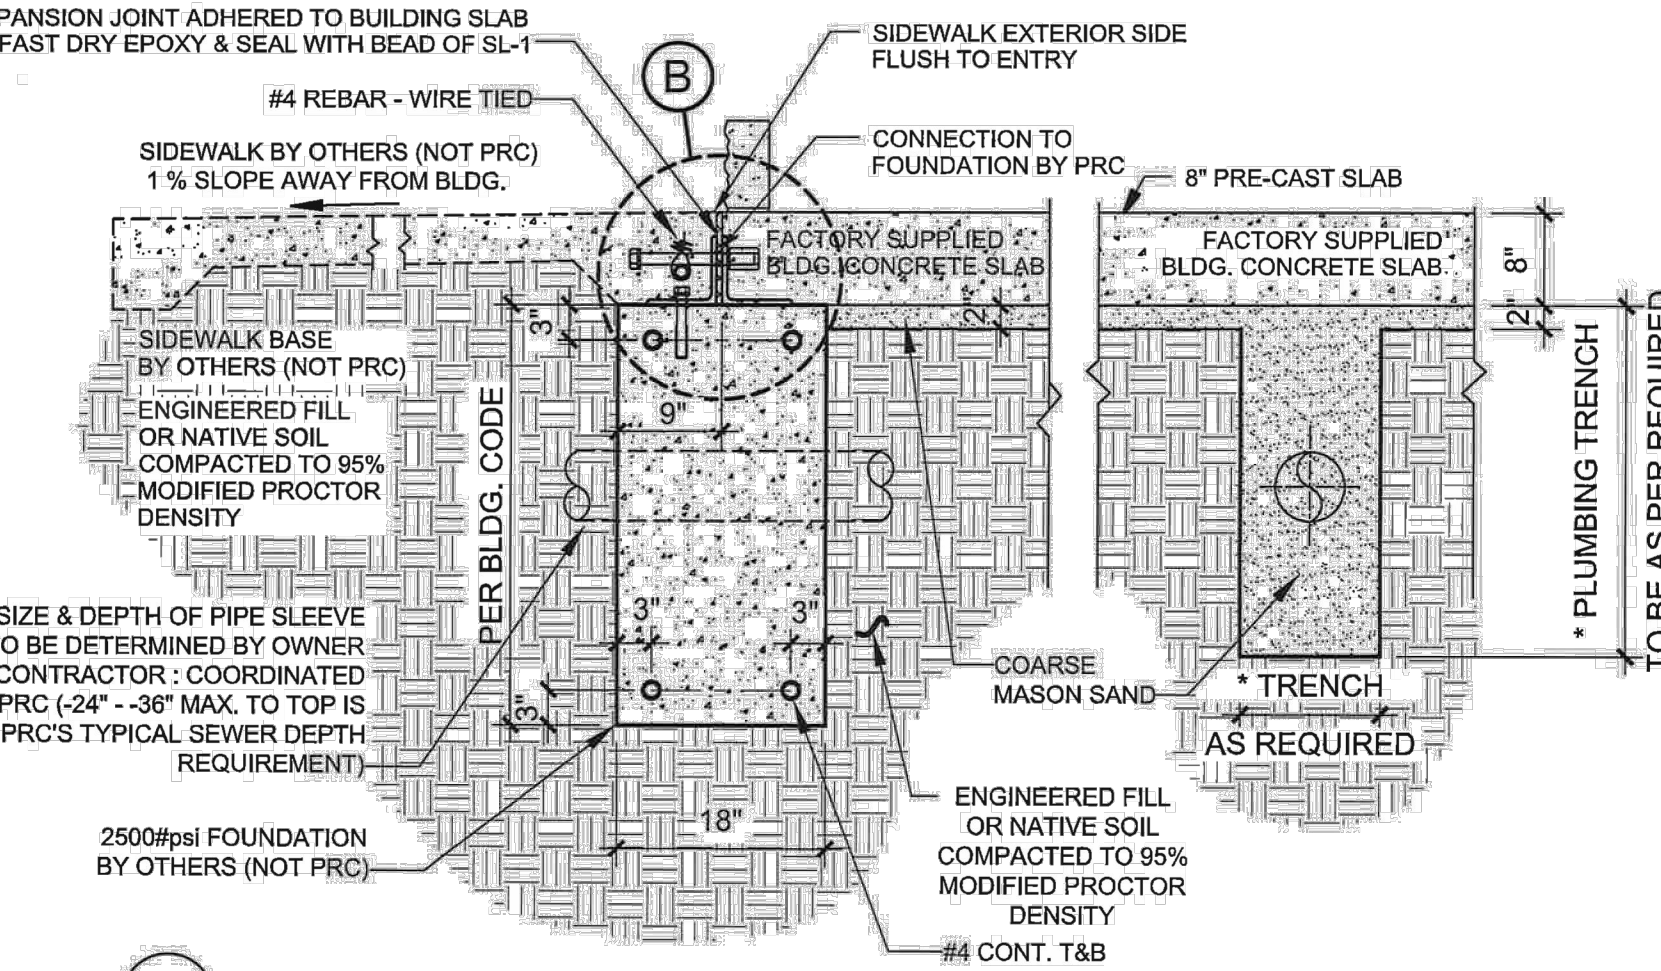 PANSION JOINT ADHERED TO BUILDING SLAB
FAST DRY EPOXY & SEAL WITH BEAD OF SL-1
#4 REBAR - WIRE TIED
SIDEWALK BY OTHERS (NOT PRC)
1 % SLOPE AWAY FROM BLDG.
B
SIDEWALK EXTERIOR SIDE
FLUSH TO ENTRY
CONNECTION TO
FOUNDATION BY PRC
8" PRE-CAST SLAB
FACTORY SUPPLIED
BLDG. CONCRETE SLAB
FACTORY SUPPLIED
BLDG. CONCRETE SLAB
8"
2"
2"
3"
SIDEWALK BASE
BY OTHERS (NOT PRC)
ENGINEERED FILL
OR NATIVE SOIL
COMPACTED TO 95%
MODIFIED PROCTOR
DENSITY
PER BLDG. CODE
9"
3"
3"
3"
SIZE & DEPTH OF PIPE SLEEVE
O BE DETERMINED BY OWNER
CONTRACTOR : COORDINATED
PRC (-24" - -36" MAX. TO TOP IS
PRC'S TYPICAL SEWER DEPTH
REQUIREMENT)
2500#psi FOUNDATION
BY OTHERS (NOT PRC)
18"
COARSE
MASON SAND
* TRENCH
AS REQUIRED
* PLUMBING TRENCH
TO BE AS PER REQUIRED
ENGINEERED FILL
OR NATIVE SOIL
COMPACTED TO 95%
MODIFIED PROCTOR
DENSITY
#4 CONT. T&B